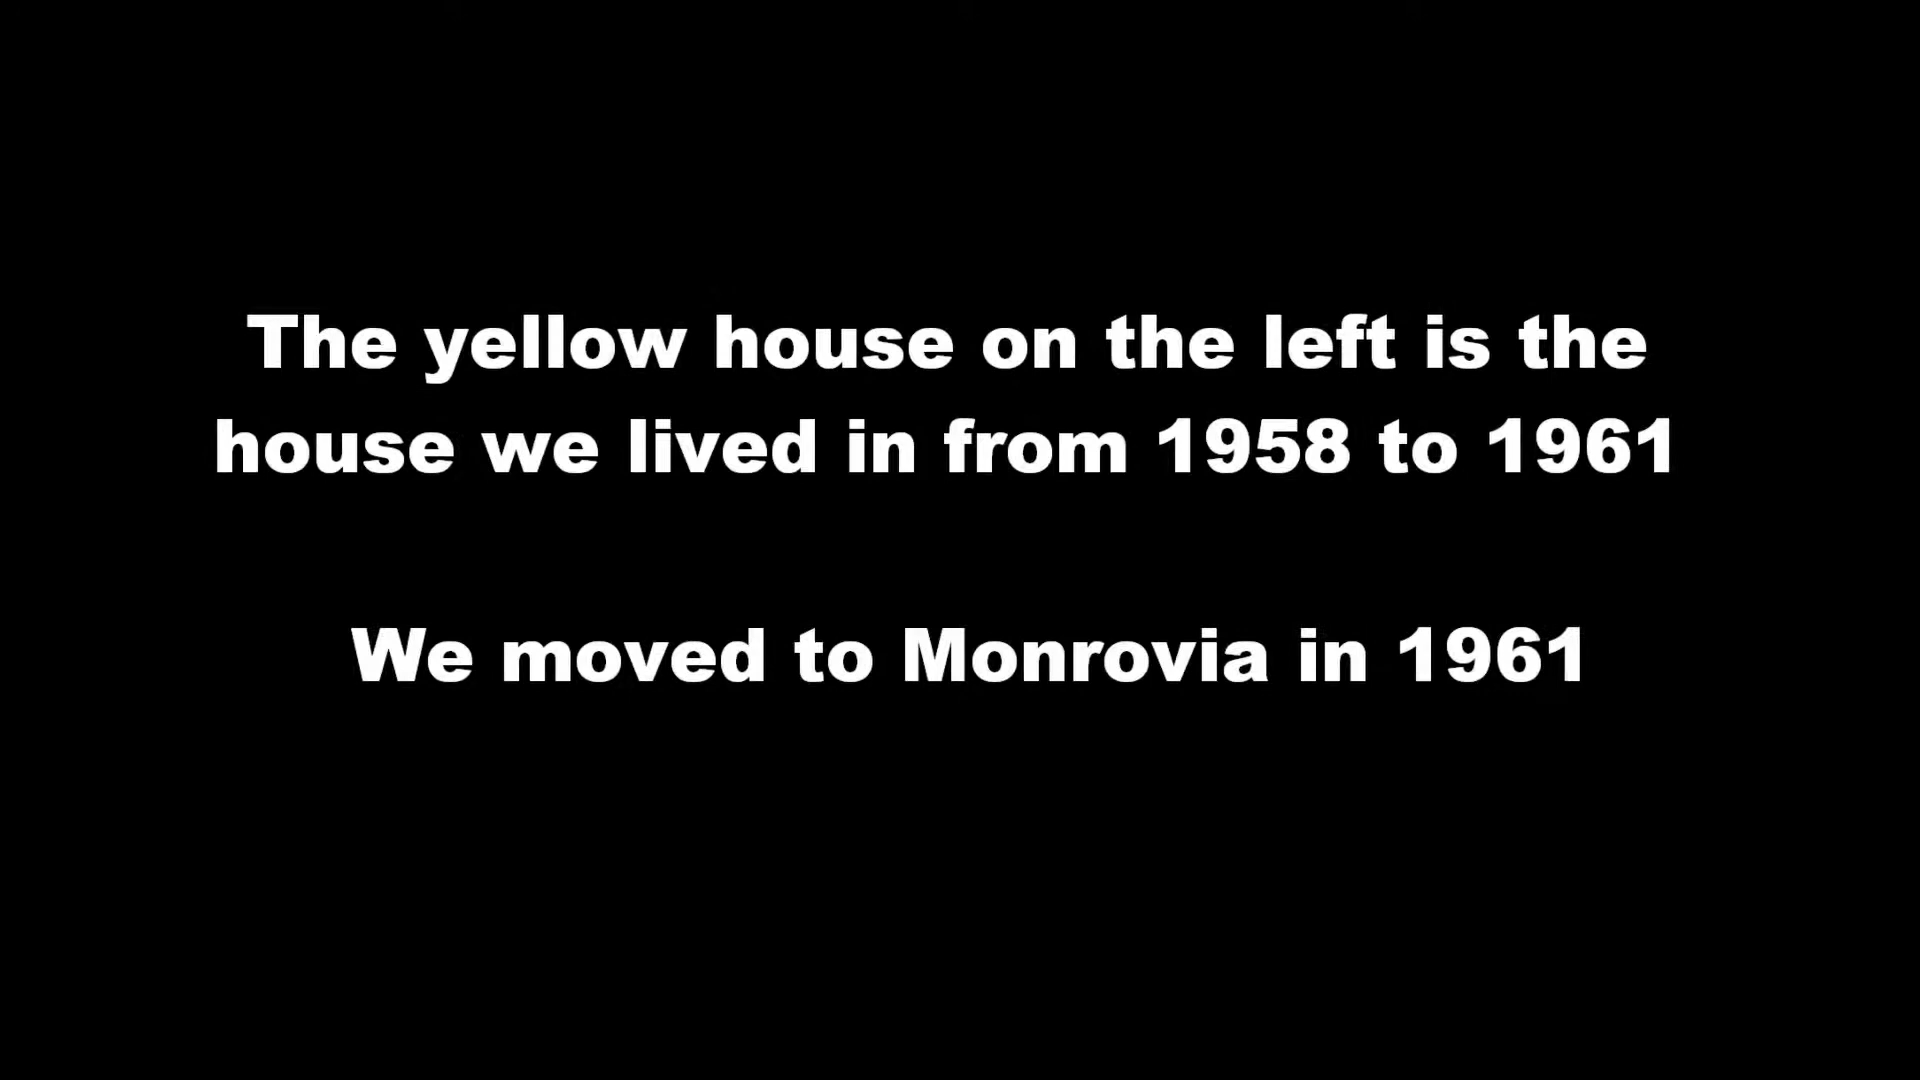 The yellow house on the left is the
house we lived in from 1958 to 1961
We moved to Monrovia in 1961